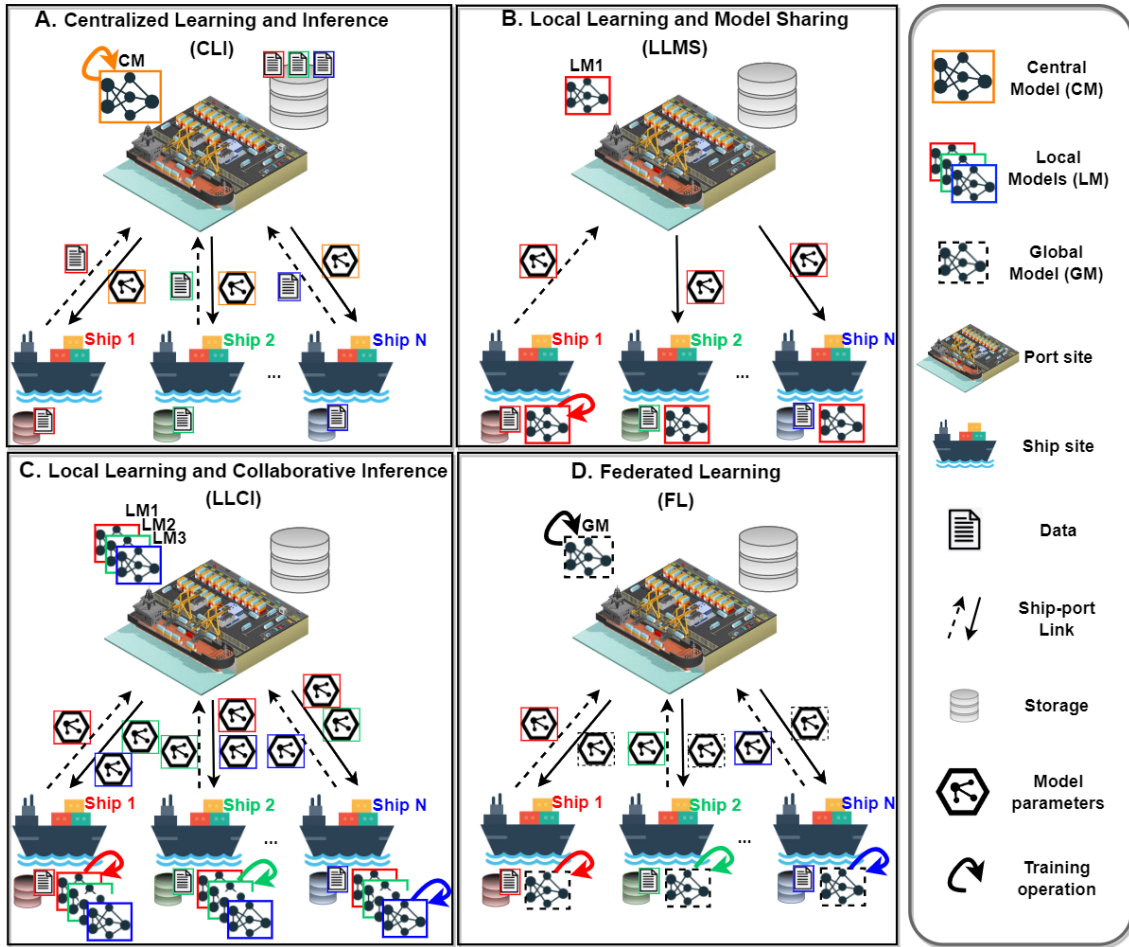 A. Centralized Learning and Inference
(CLI)
CM
Ship 1
Ship 2
Ship N
...
B. Local Learning and Model Sharing
(LLMS)
LM1
Ship 1
Ship 2
Ship N
...
C. Local Learning and Collaborative Inference
(LLCI)
LM1
LM2
LM3
Ship 1
Ship 2
Ship N
...
D. Federated Learning
(FL)
GM
Ship 1
Ship 2
Ship N
...
Central
Model (CM)
Local
Models (LM)
Global
Model (GM)
Port site
Ship site
Data
Ship-port
Link
Storage
Model
parameters
Training
operation